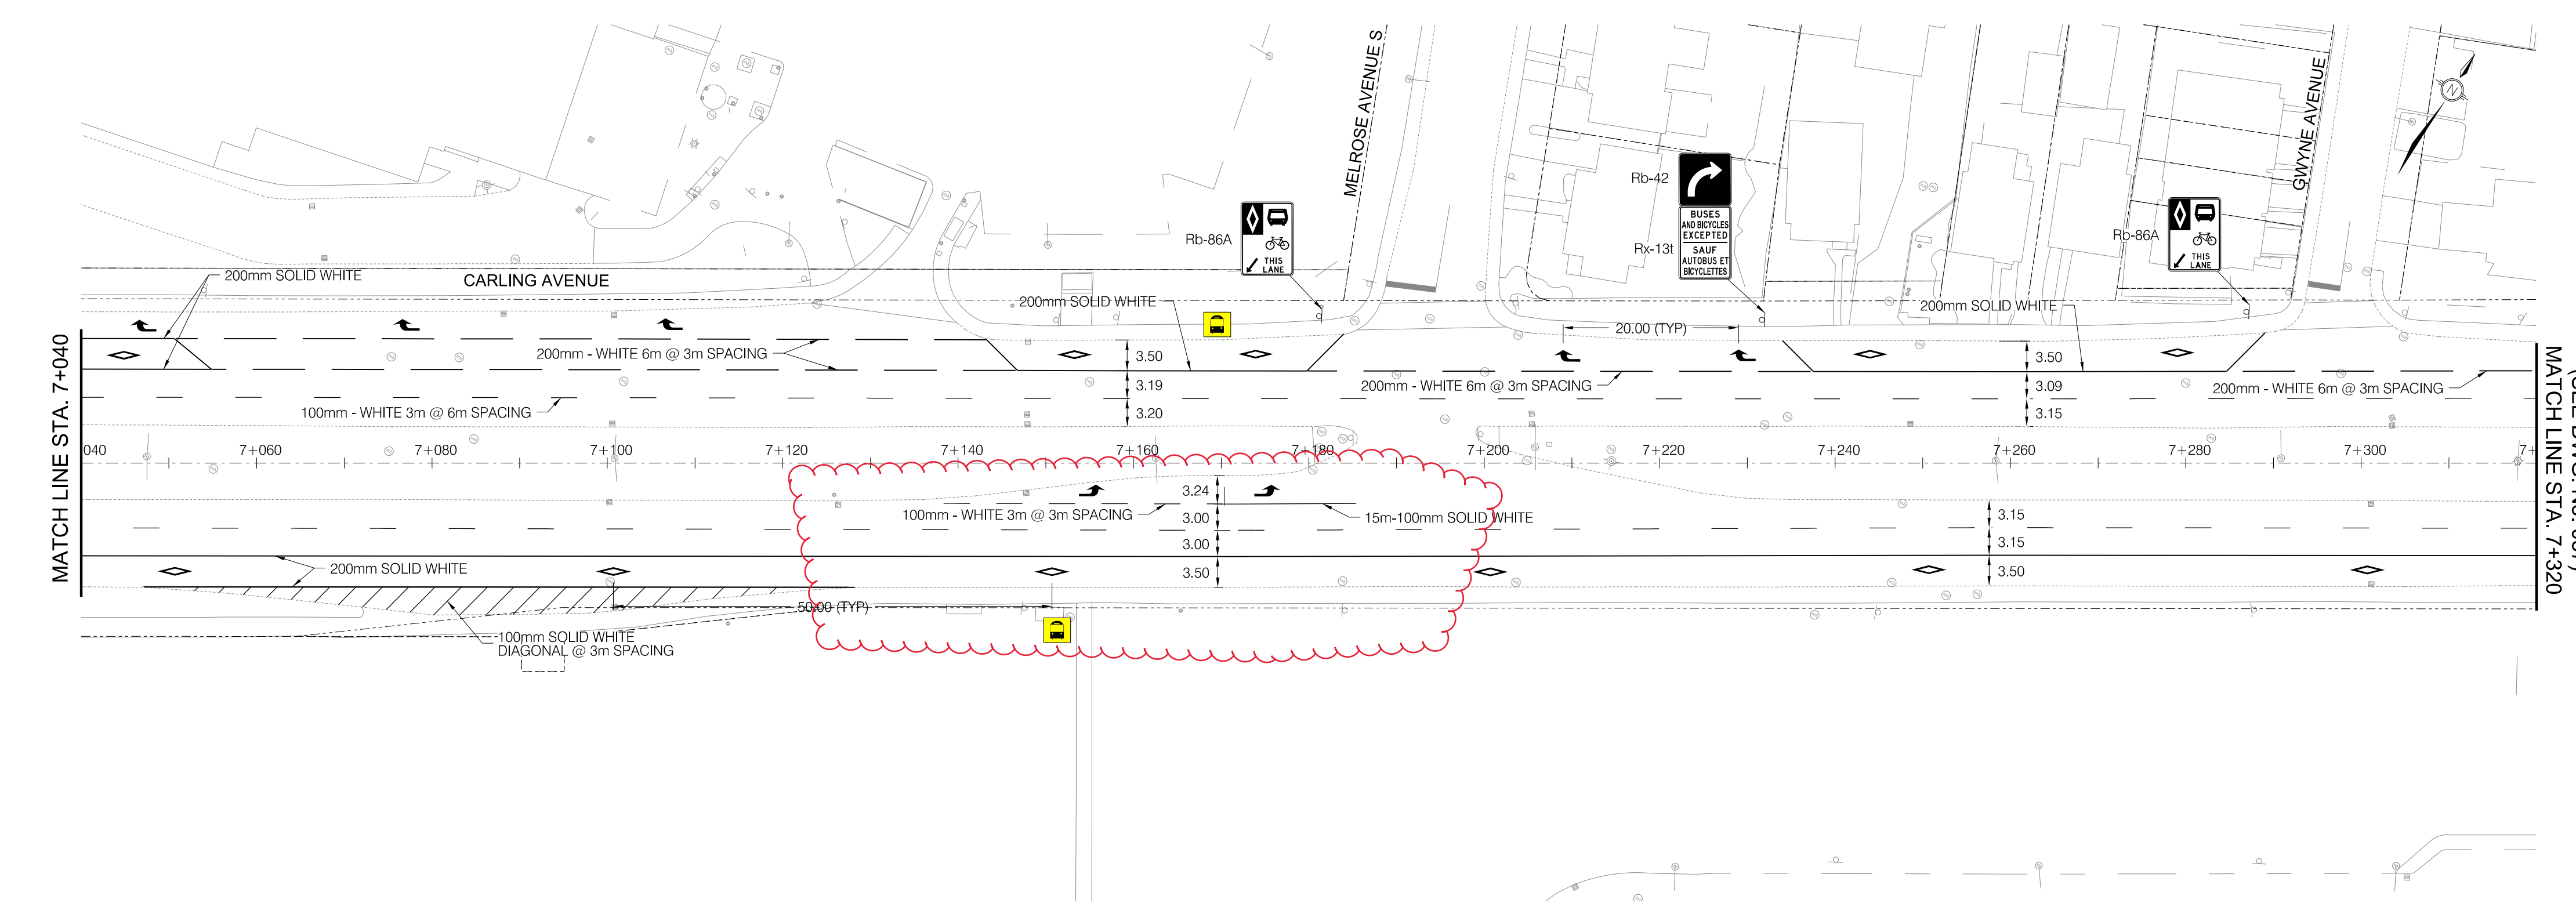 MELROSE AVENUE S
GWYNE AVENUE
N
Rb-42
BUSES
AND BICYCLES
EXCEPTED
SAUF
AUTOBUS ET
BICYCLETTES
Rx-13t
Rb-86A
THIS
LANE
Rb-86A
THIS
LANE
200mm SOLID WHITE
CARLING AVENUE
200mm SOLID WHITE
200mm SOLID WHITE
20.00 (TYP)
200mm - WHITE 6m @ 3m SPACING
3.50
3.50
3.19
200mm - WHITE 6m @ 3m SPACING
3.09
200mm - WHITE 6m @ 3m SPACING
100mm - WHITE 3m @ 6m SPACING
3.20
3.15
MATCH LINE STA. 7+040
MATCH LINE STA. 7+320
040
7+060
7+080
7+100
7+120
7+140
7+160
7+180
7+200
7+220
7+240
7+260
7+280
7+300
7+
3.24
100mm - WHITE 3m @ 3m SPACING
3.00
15m-100mm SOLID WHITE
3.15
3.00
3.15
200mm SOLID WHITE
3.50
3.50
50.00 (TYP)
100mm SOLID WHITE
DIAGONAL @ 3m SPACING